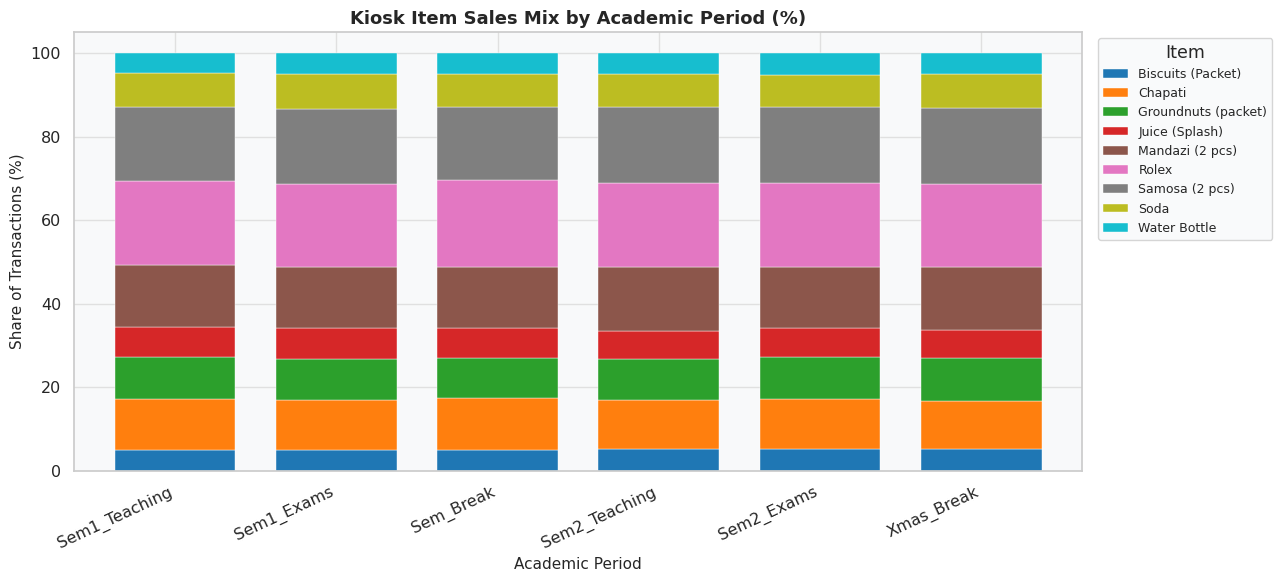 Kiosk Item Sales Mix by Academic Period (%)
Share of Transactions (%)
100
80
60
40
20
0
Sem1_Teaching
Sem1_Exams
Sem_Break
Sem2_Teaching
Sem2_Exams
Xmas_Break
Academic Period
Item
Biscuits (Packet)
Chapati
Groundnuts (packet)
Juice (Splash)
Mandazi (2 pcs)
Rolex
Samosa (2 pcs)
Soda
Water Bottle